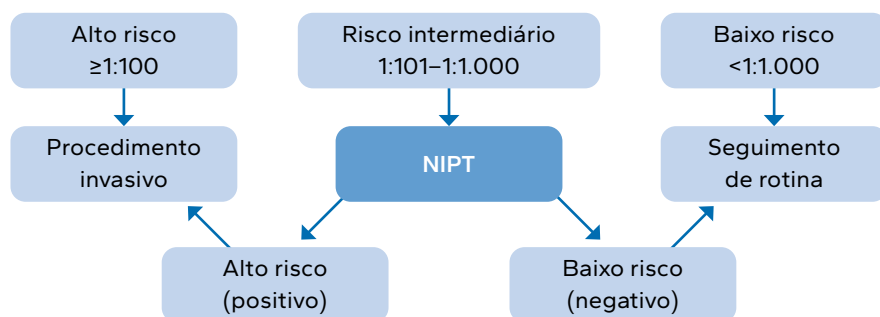 Alto risco
≥1:100
Risco intermediário
1:101–1:1.000
Baixo risco
<1:1.000
Procedimento
invasivo
NIPT
Seguimento
de rotina
Alto risco
(positivo)
Baixo risco
(negativo)